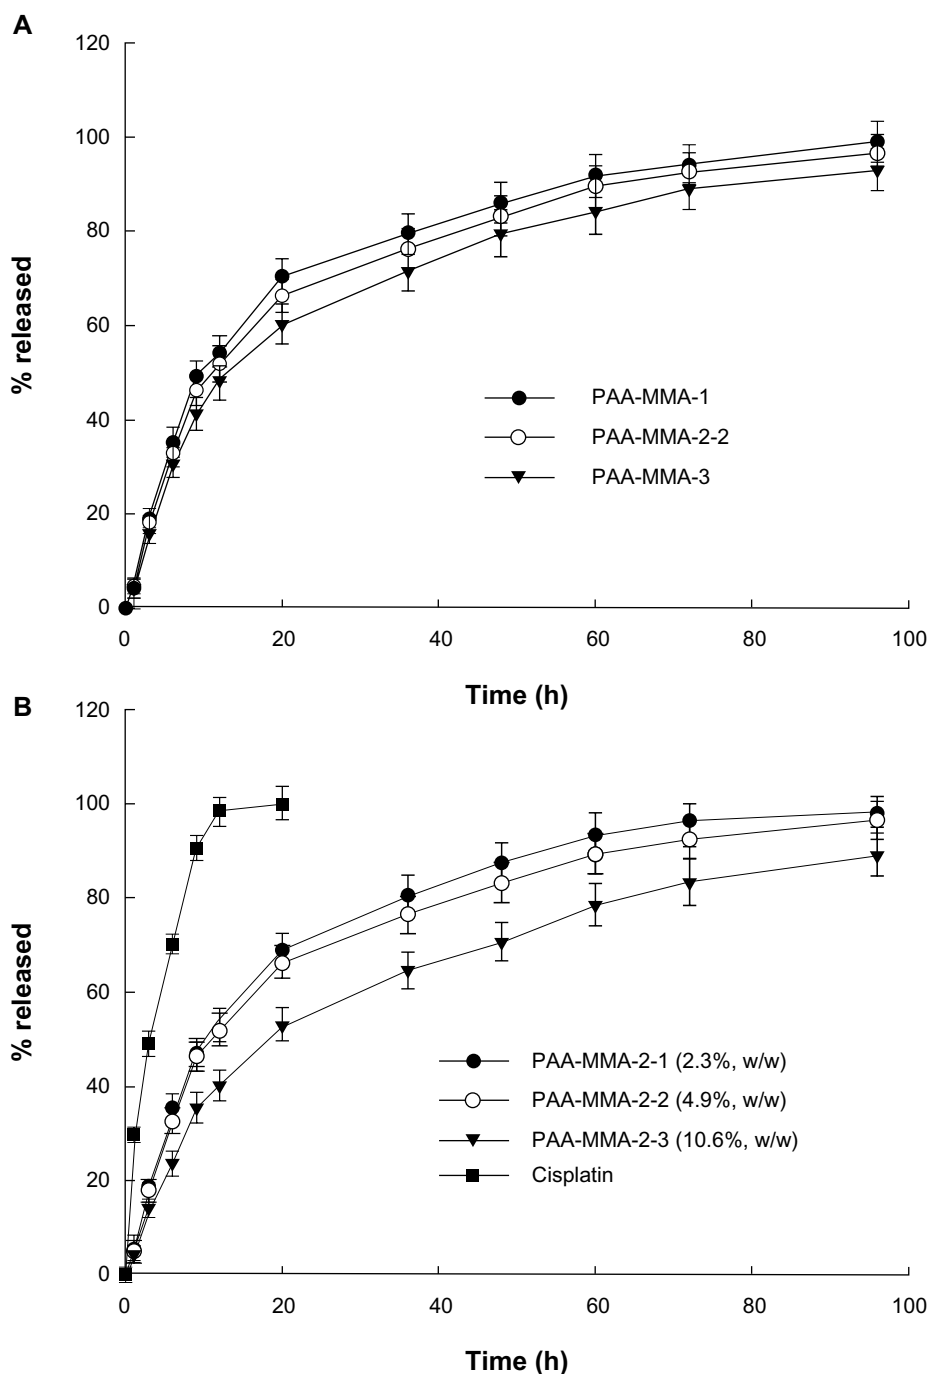 A
120
100
80
60
40
20
0
% released
PAA-MMA-1
PAA-MMA-2-2
PAA-MMA-3
0 20 40 60 80 100
Time (h)
B
120
100
80
60
40
20
0
% released
PAA-MMA-2-1 (2.3%, w/w)
PAA-MMA-2-2 (4.9%, w/w)
PAA-MMA-2-3 (10.6%, w/w)
Cisplatin
0 20 40 60 80 100
Time (h)